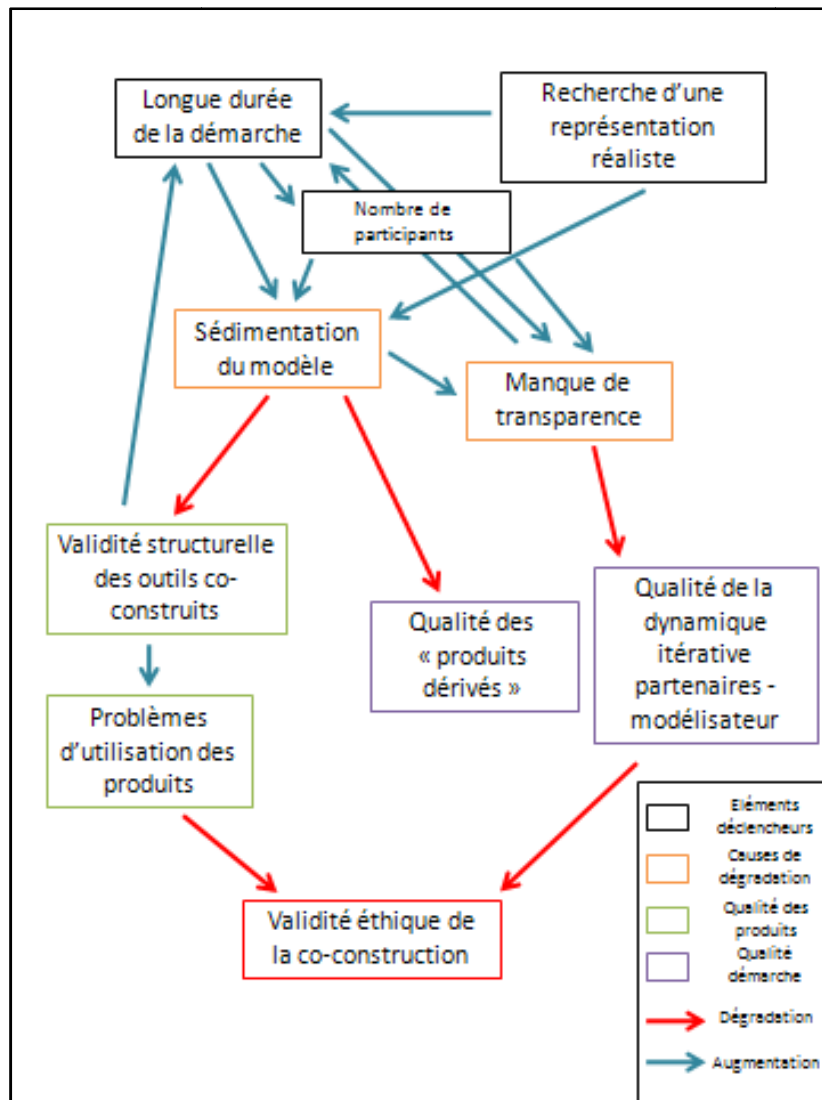 Longue durée
de la démarche
Recherche d'une
représentation
réaliste
Nombre de
participants
Sédimentation
du modèle
Manque de
transparence
Validité structurelle
des outils co-
construits
Qualité des
« produits
dérivés »
Qualité de la
dynamique
itérative
partenaires -
modélisateur
Problèmes
d'utilisation des
produits
Validité éthique de
la co-construction
Eléments
déclencheurs
Causes de
dégradation
Qualité des
produits
Qualité
démarche
Dégradation
Augmentation